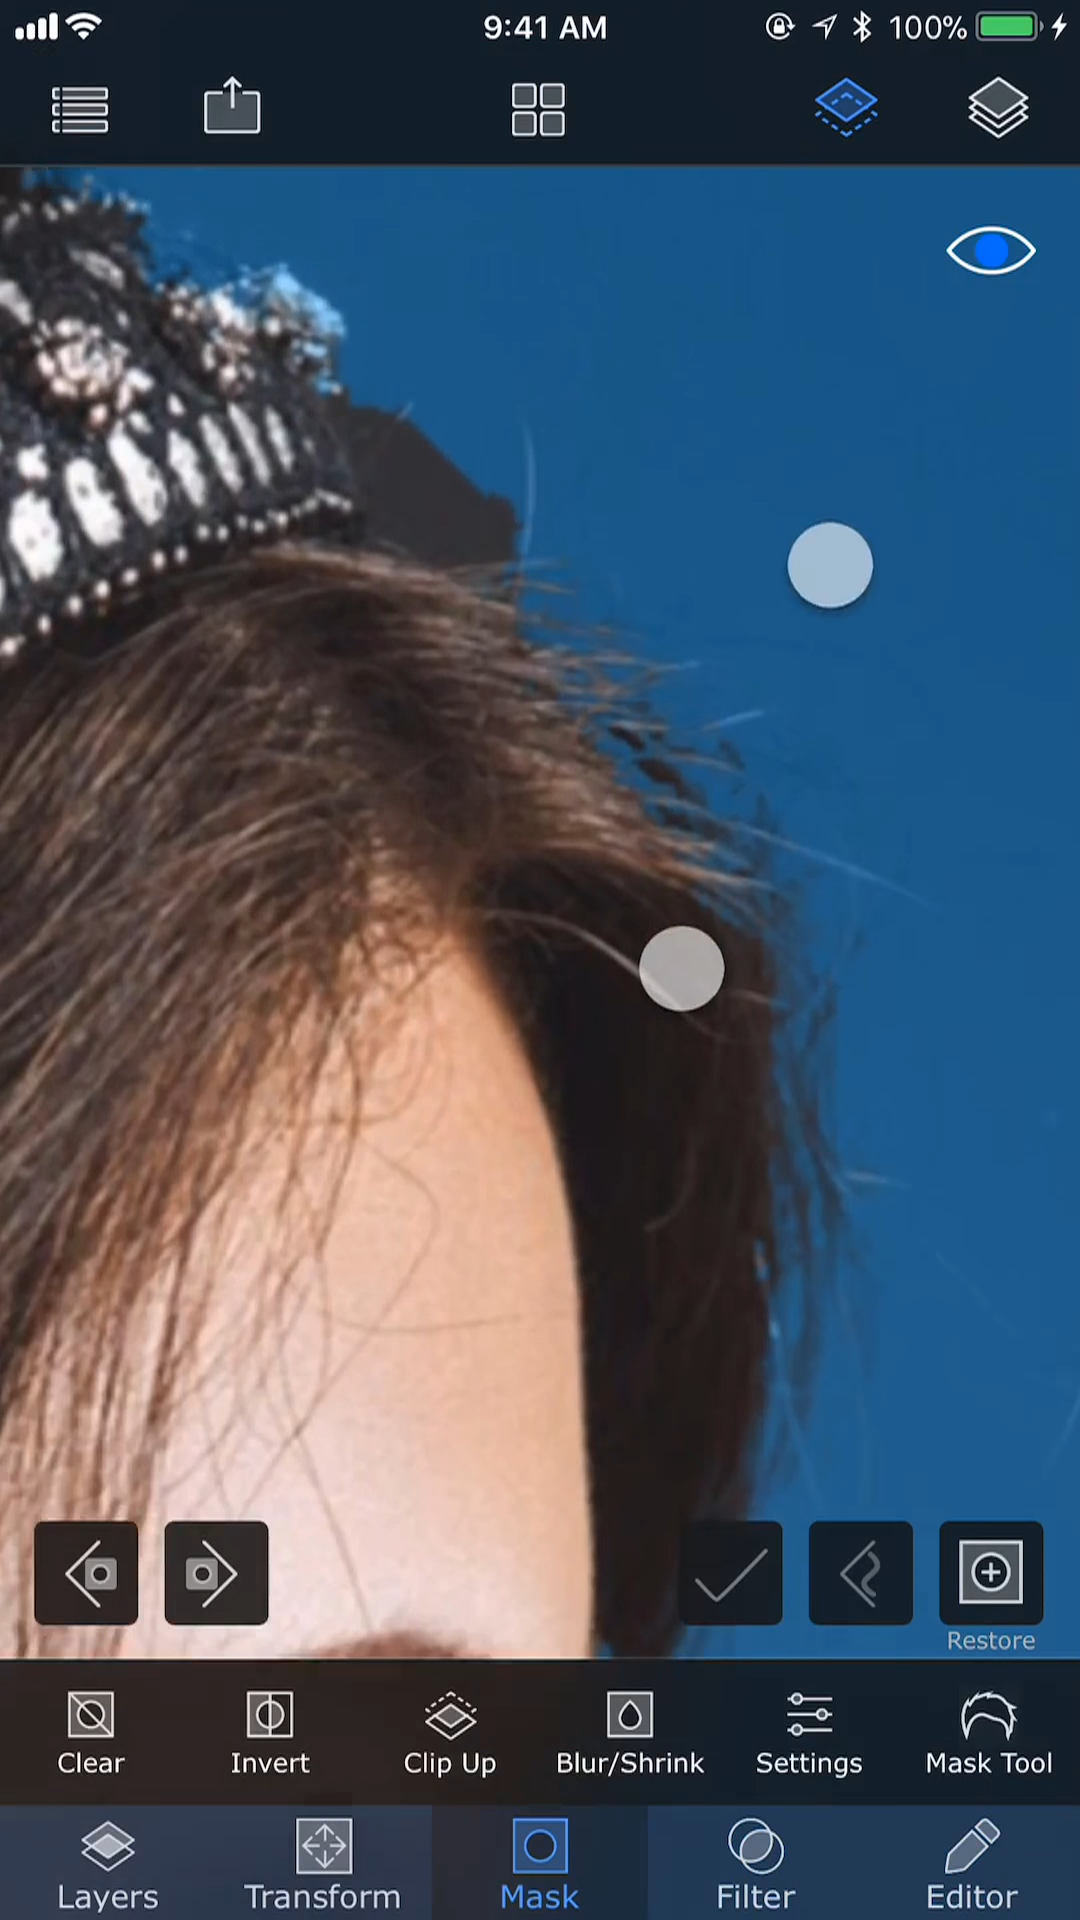 9:41 AM
100%
Restore
Clear
Invert
Clip Up
Blur/Shrink
Settings
Mask Tool
Layers
Transform
Mask
Filter
Editor